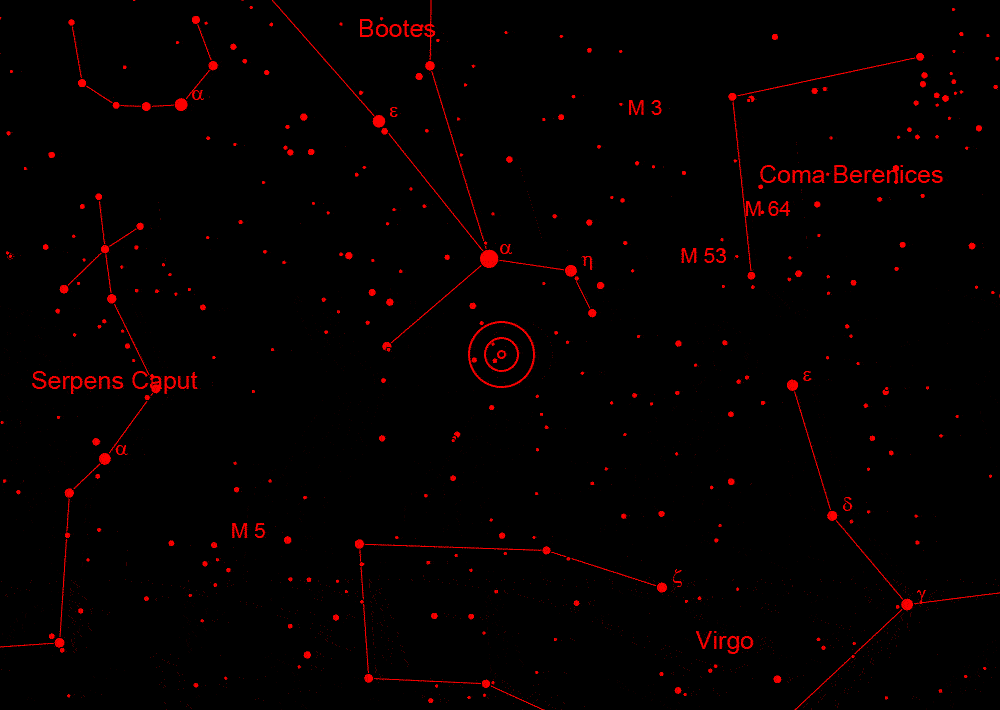 Bootes
α
ε
M 3
Coma Berenices
M 64
α
η
M 53
Serpens Caput
ε
α
δ
M 5
ζ
γ
Virgo